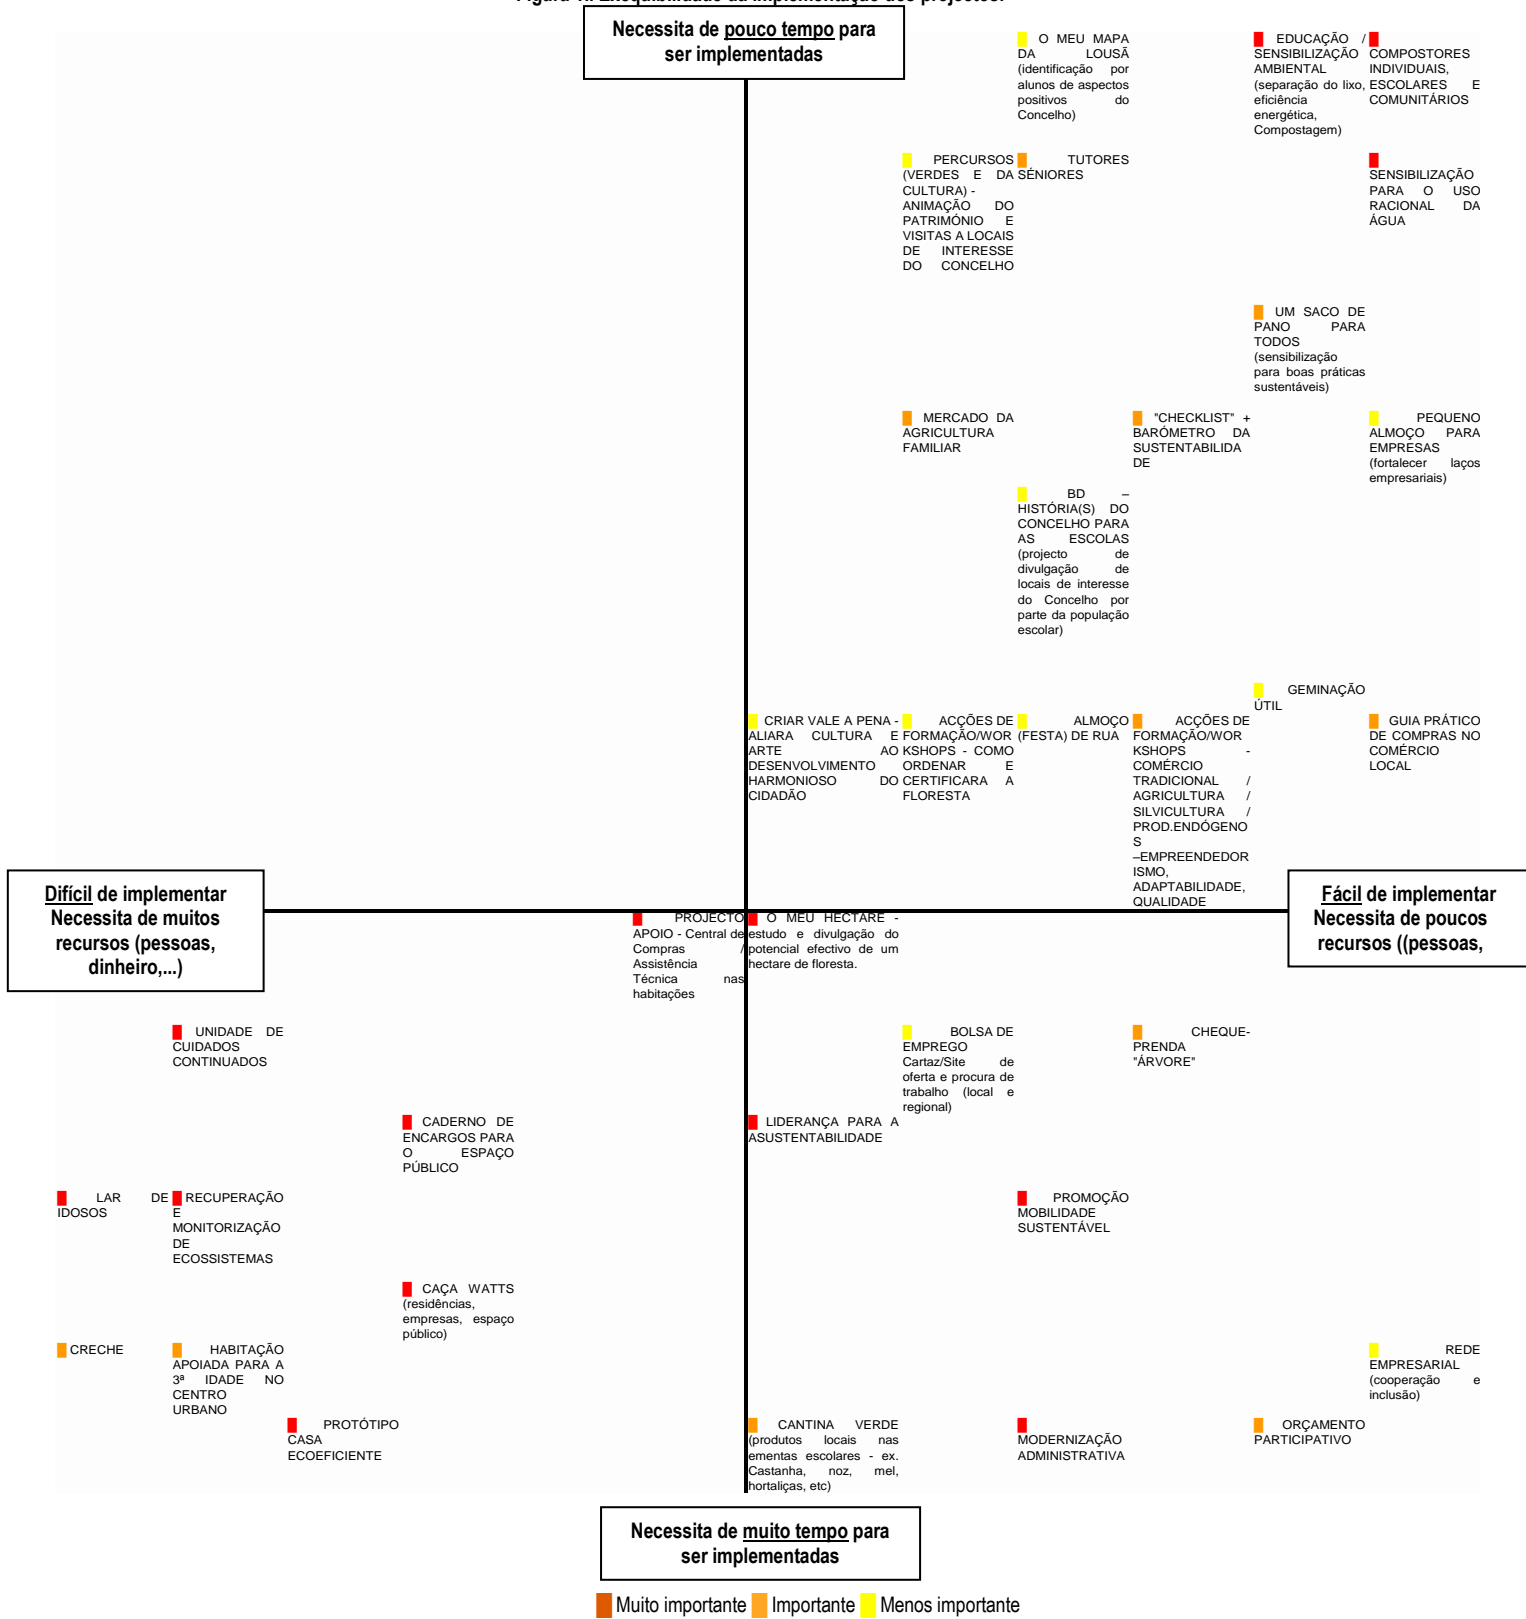 Figura 1. Exequibilidade da implementação dos projectos.
Necessita de pouco tempo para
ser implementadas
O MEU MAPA
DA LOUSÃ
(identificação por
alunos de aspectos
positivos do
Concelho)
EDUCAÇÃO /
SENSIBILIZAÇÃO
AMBIENTAL
(separação do lixo,
eficiência
energética,
Compostagem)
COMPOSTORES
INDIVIDUAIS,
ESCOLARES E
COMUNITÁRIOS
PERCURSOS
(VERDES E DA
CULTURA) -
ANIMAÇÃO DO
PATRIMÓNIO E
VISITAS A LOCAIS
DE INTERESSE
DO CONCELHO
TUTORES
SÉNIORES
SENSIBILIZAÇÃO
PARA O USO
RACIONAL DA
ÁGUA
UM SACO DE
PANO PARA
TODOS
(sensibilização
para boas práticas
sustentáveis)
MERCADO DA
AGRICULTURA
FAMILIAR
"CHECKLIST" +
BARÓMETRO DA
SUSTENTABILIDA
DE
PEQUENO
ALMOÇO PARA
EMPRESAS
(fortalecer laços
empresariais)
BD –
HISTÓRIA(S) DO
CONCELHO PARA
AS ESCOLAS
(projecto de
divulgação de
locais de interesse
do Concelho por
parte da população
escolar)
GEMINAÇÃO
ÚTIL
CRIAR VALE A PENA -
ALIARA CULTURA E
ARTE AO
DESENVOLVIMENTO
HARMONIOSO DO
CIDADÃO
ACÇÕES DE
FORMAÇÃO/WOR
KSHOPS - COMO
ORDENAR E
CERTIFICARA A
FLORESTA
ALMOÇO
(FESTA) DE RUA
ACÇÕES DE
FORMAÇÃO/WOR
KSHOPS -
COMÉRCIO
TRADICIONAL /
AGRICULTURA /
SILVICULTURA /
PROD.ENDÓGENO
S
–EMPREENDEDOR
ISMO,
ADAPTABILIDADE,
QUALIDADE
GUIA PRÁTICO
DE COMPRAS NO
COMÉRCIO
LOCAL
Difícil de implementar
Necessita de muitos
recursos (pessoas,
dinheiro,...)
Fácil de implementar
Necessita de poucos
recursos ((pessoas,
PROJECTO
APOIO - Central de
Compras /
Assistência
Técnica nas
habitações
O MEU HECTARE -
estudo e divulgação do
potencial efectivo de um
hectare de floresta.
UNIDADE DE
CUIDADOS
CONTINUADOS
BOLSA DE
EMPREGO
Cartaz/Site de
oferta e procura de
trabalho (local e
regional)
CHEQUE-
PRENDA
"ÁRVORE"
CADERNO DE
ENCARGOS PARA
O ESPAÇO
PÚBLICO
LIDERANÇA PARA A
ASUSTENTABILIDADE
LAR DE
IDOSOS
RECUPERAÇÃO
E
MONITORIZAÇÃO
DE
ECOSSISTEMAS
PROMOÇÃO
MOBILIDADE
SUSTENTÁVEL
CAÇA WATTS
(residências,
empresas, espaço
público)
CRECHE
HABITAÇÃO
APOIADA PARA A
3ª IDADE NO
CENTRO
URBANO
REDE
EMPRESARIAL
(cooperação e
inclusão)
PROTÓTIPO
CASA
ECOEFICIENTE
CANTINA VERDE
(produtos locais nas
ementas escolares - ex.
Castanha, noz, mel,
hortaliças, etc)
MODERNIZAÇÃO
ADMINISTRATIVA
ORÇAMENTO
PARTICIPATIVO
Necessita de muito tempo para
ser implementadas
Muito importante Importante Menos importante